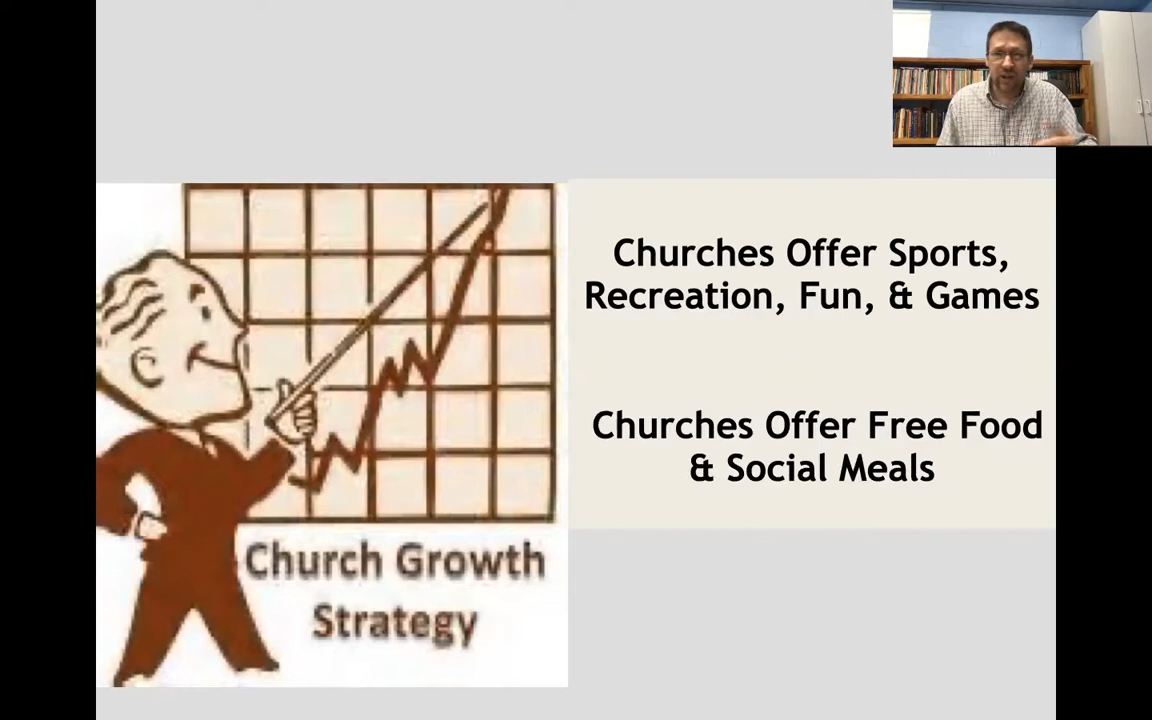 Churches Offer Sports,
Recreation, Fun, & Games
Churches Offer Free Food
& Social Meals
Church Growth
Strategy